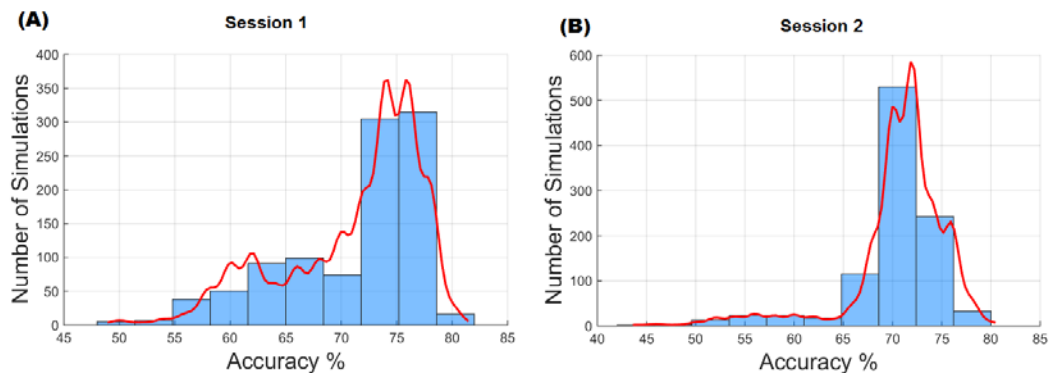 (A)
Session 1
400
350
300
250
200
150
100
50
0
45 50 55 60 65 70 75 80 85
Number of Simulations
Accuracy %
(B)
Session 2
600
500
400
300
200
100
0
40 45 50 55 60 65 70 75 80 85
Number of Simulations
Accuracy %